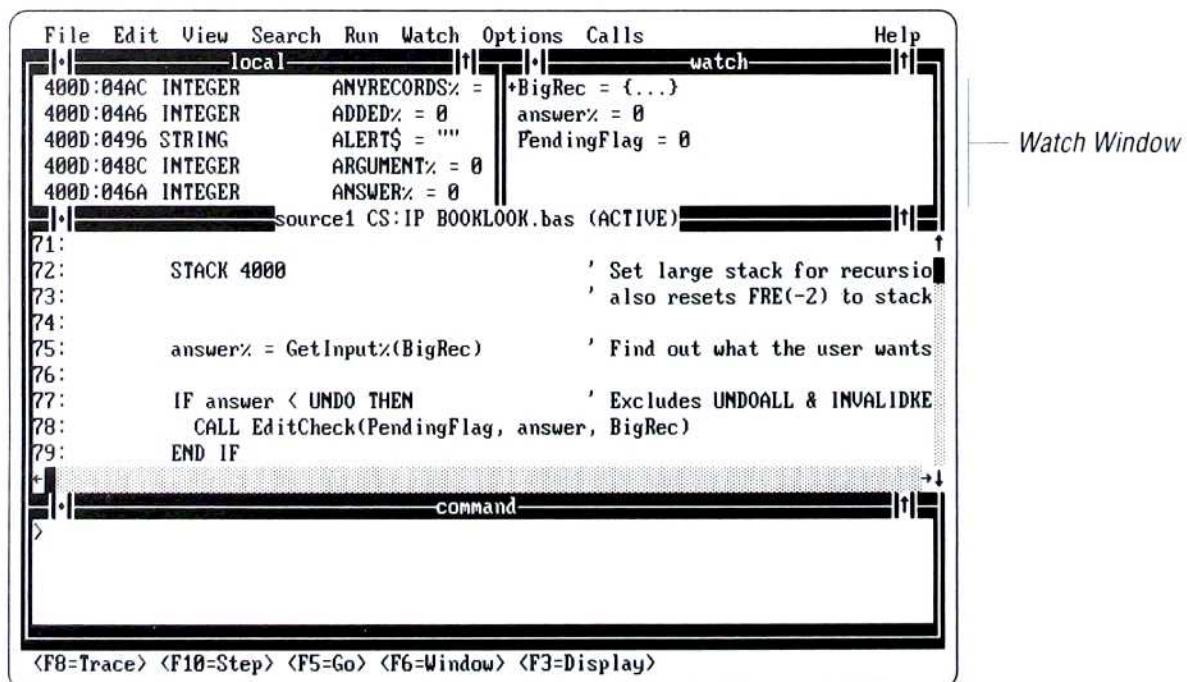 File Edit View Search Run Watch Options Calls Help
local
400D:04AC INTEGER ANYRECORDS% =
400D:04A6 INTEGER ADDED% = 0
400D:0496 STRING ALERT$ = ""
400D:048C INTEGER ARGUMENT% = 0
400D:046A INTEGER ANSWER% = 0
watch
+BigRec = {...}
answer% = 0
PendingFlag = 0
Watch Window
source1 CS:IP BOOKLOOK.bas (ACTIVE)
71:
72: STACK 4000 ' Set large stack for recursio
73: ' also resets FRE(-2) to stack
74:
75: answer% = GetInput%(BigRec) ' Find out what the user wants
76:
77: IF answer < UNDO THEN ' Excludes UNDOALL & INVALIDKE
78: CALL EditCheck(PendingFlag, answer, BigRec)
79: END IF
command
>
<F8=Trace> <F10=Step> <F5=Go> <F6=Window> <F3=Display>